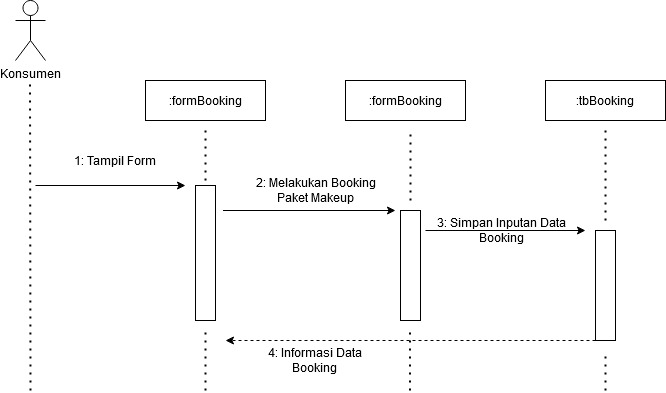 Konsumen
:formBooking
:formBooking
:tbBooking
1: Tampil Form
2: Melakukan Booking
Paket Makeup
3: Simpan Inputan Data
Booking
4: Informasi Data
Booking